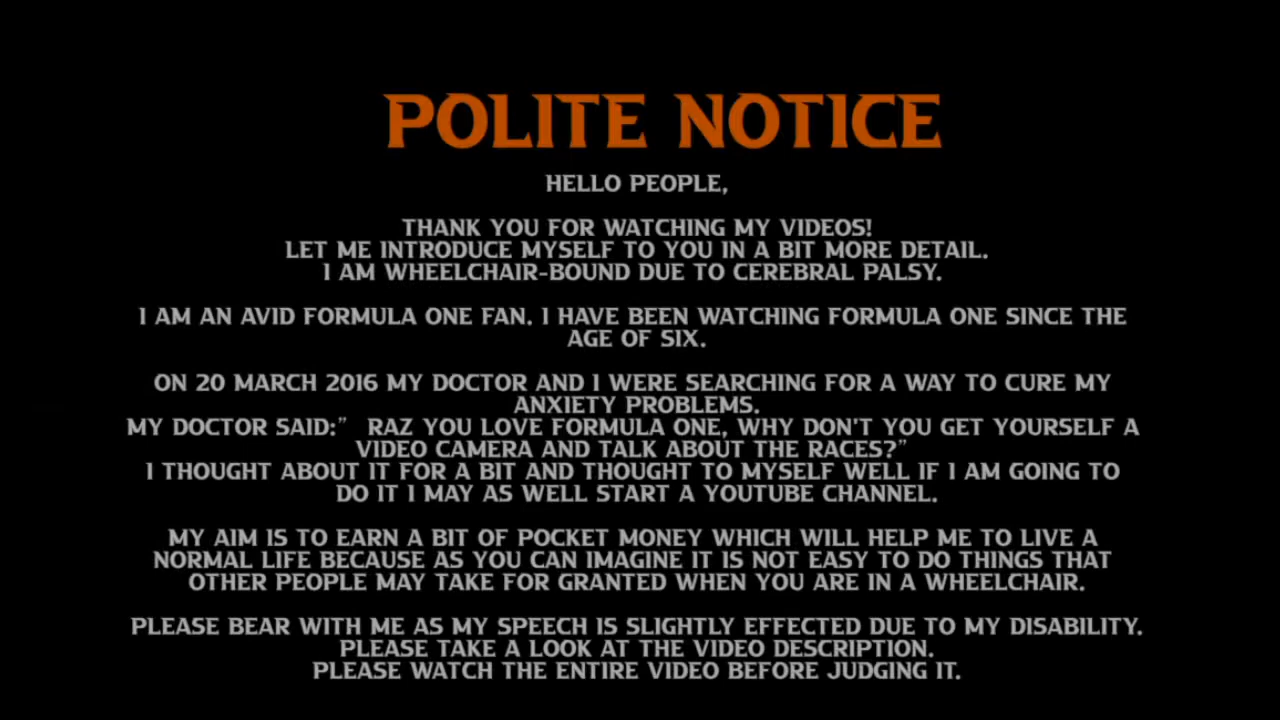 POLITE NOTICE
HELLO PEOPLE,
THANK YOU FOR WATCHING MY VIDEOS!
LET ME INTRODUCE MYSELF TO YOU IN A BIT MORE DETAIL.
I AM WHEELCHAIR-BOUND DUE TO CEREBRAL PALSY.
I AM AN AVID FORMULA ONE FAN. I HAVE BEEN WATCHING FORMULA ONE SINCE THE
AGE OF SIX.
ON 20 MARCH 2016 MY DOCTOR AND I WERE SEARCHING FOR A WAY TO CURE MY
ANXIETY PROBLEMS.
MY DOCTOR SAID:” RAZ YOU LOVE FORMULA ONE, WHY DON'T YOU GET YOURSELF A
VIDEO CAMERA AND TALK ABOUT THE RACES?”
I THOUGHT ABOUT IT FOR A BIT AND THOUGHT TO MYSELF WELL IF I AM GOING TO
DO IT I MAY AS WELL START A YOUTUBE CHANNEL.
MY AIM IS TO EARN A BIT OF POCKET MONEY WHICH WILL HELP ME TO LIVE A
NORMAL LIFE BECAUSE AS YOU CAN IMAGINE IT IS NOT EASY TO DO THINGS THAT
OTHER PEOPLE MAY TAKE FOR GRANTED WHEN YOU ARE IN A WHEELCHAIR.
PLEASE BEAR WITH ME AS MY SPEECH IS SLIGHTLY EFFECTED DUE TO MY DISABILITY.
PLEASE TAKE A LOOK AT THE VIDEO DESCRIPTION.
PLEASE WATCH THE ENTIRE VIDEO BEFORE JUDGING IT.